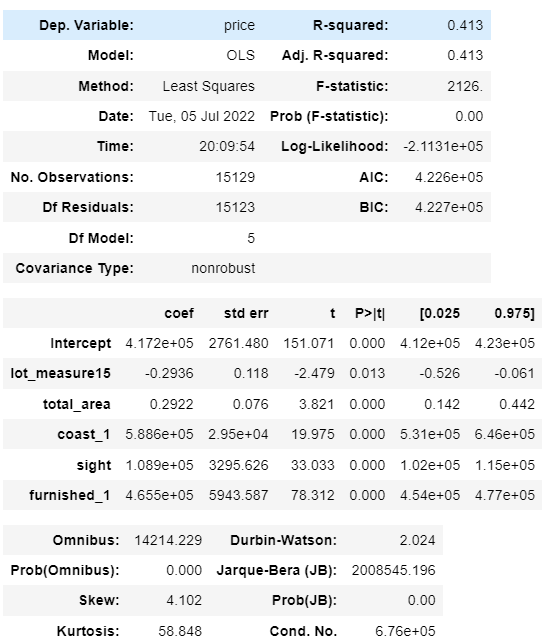 Dep. Variable: price R-squared: 0.413
Model: OLS Adj. R-squared: 0.413
Method: Least Squares F-statistic: 2126.
Date: Tue, 05 Jul 2022 Prob (F-statistic): 0.00
Time: 20:09:54 Log-Likelihood: -2.1131e+05
No. Observations: 15129 AIC: 4.226e+05
Df Residuals: 15123 BIC: 4.227e+05
Df Model: 5
Covariance Type: nonrobust
coef std err t P>|t| [0.025 0.975]
Intercept 4.172e+05 2761.480 151.071 0.000 4.12e+05 4.23e+05
lot_measure15 -0.2936 0.118 -2.479 0.013 -0.526 -0.061
total_area 0.2922 0.076 3.821 0.000 0.142 0.442
coast_1 5.886e+05 2.95e+04 19.975 0.000 5.31e+05 6.46e+05
sight 1.089e+05 3295.626 33.033 0.000 1.02e+05 1.15e+05
furnished_1 4.655e+05 5943.587 78.312 0.000 4.54e+05 4.77e+05
Omnibus: 14214.229 Durbin-Watson: 2.024
Prob(Omnibus): 0.000 Jarque-Bera (JB): 2008545.196
Skew: 4.102 Prob(JB): 0.00
Kurtosis: 58.848 Cond. No. 6.76e+05